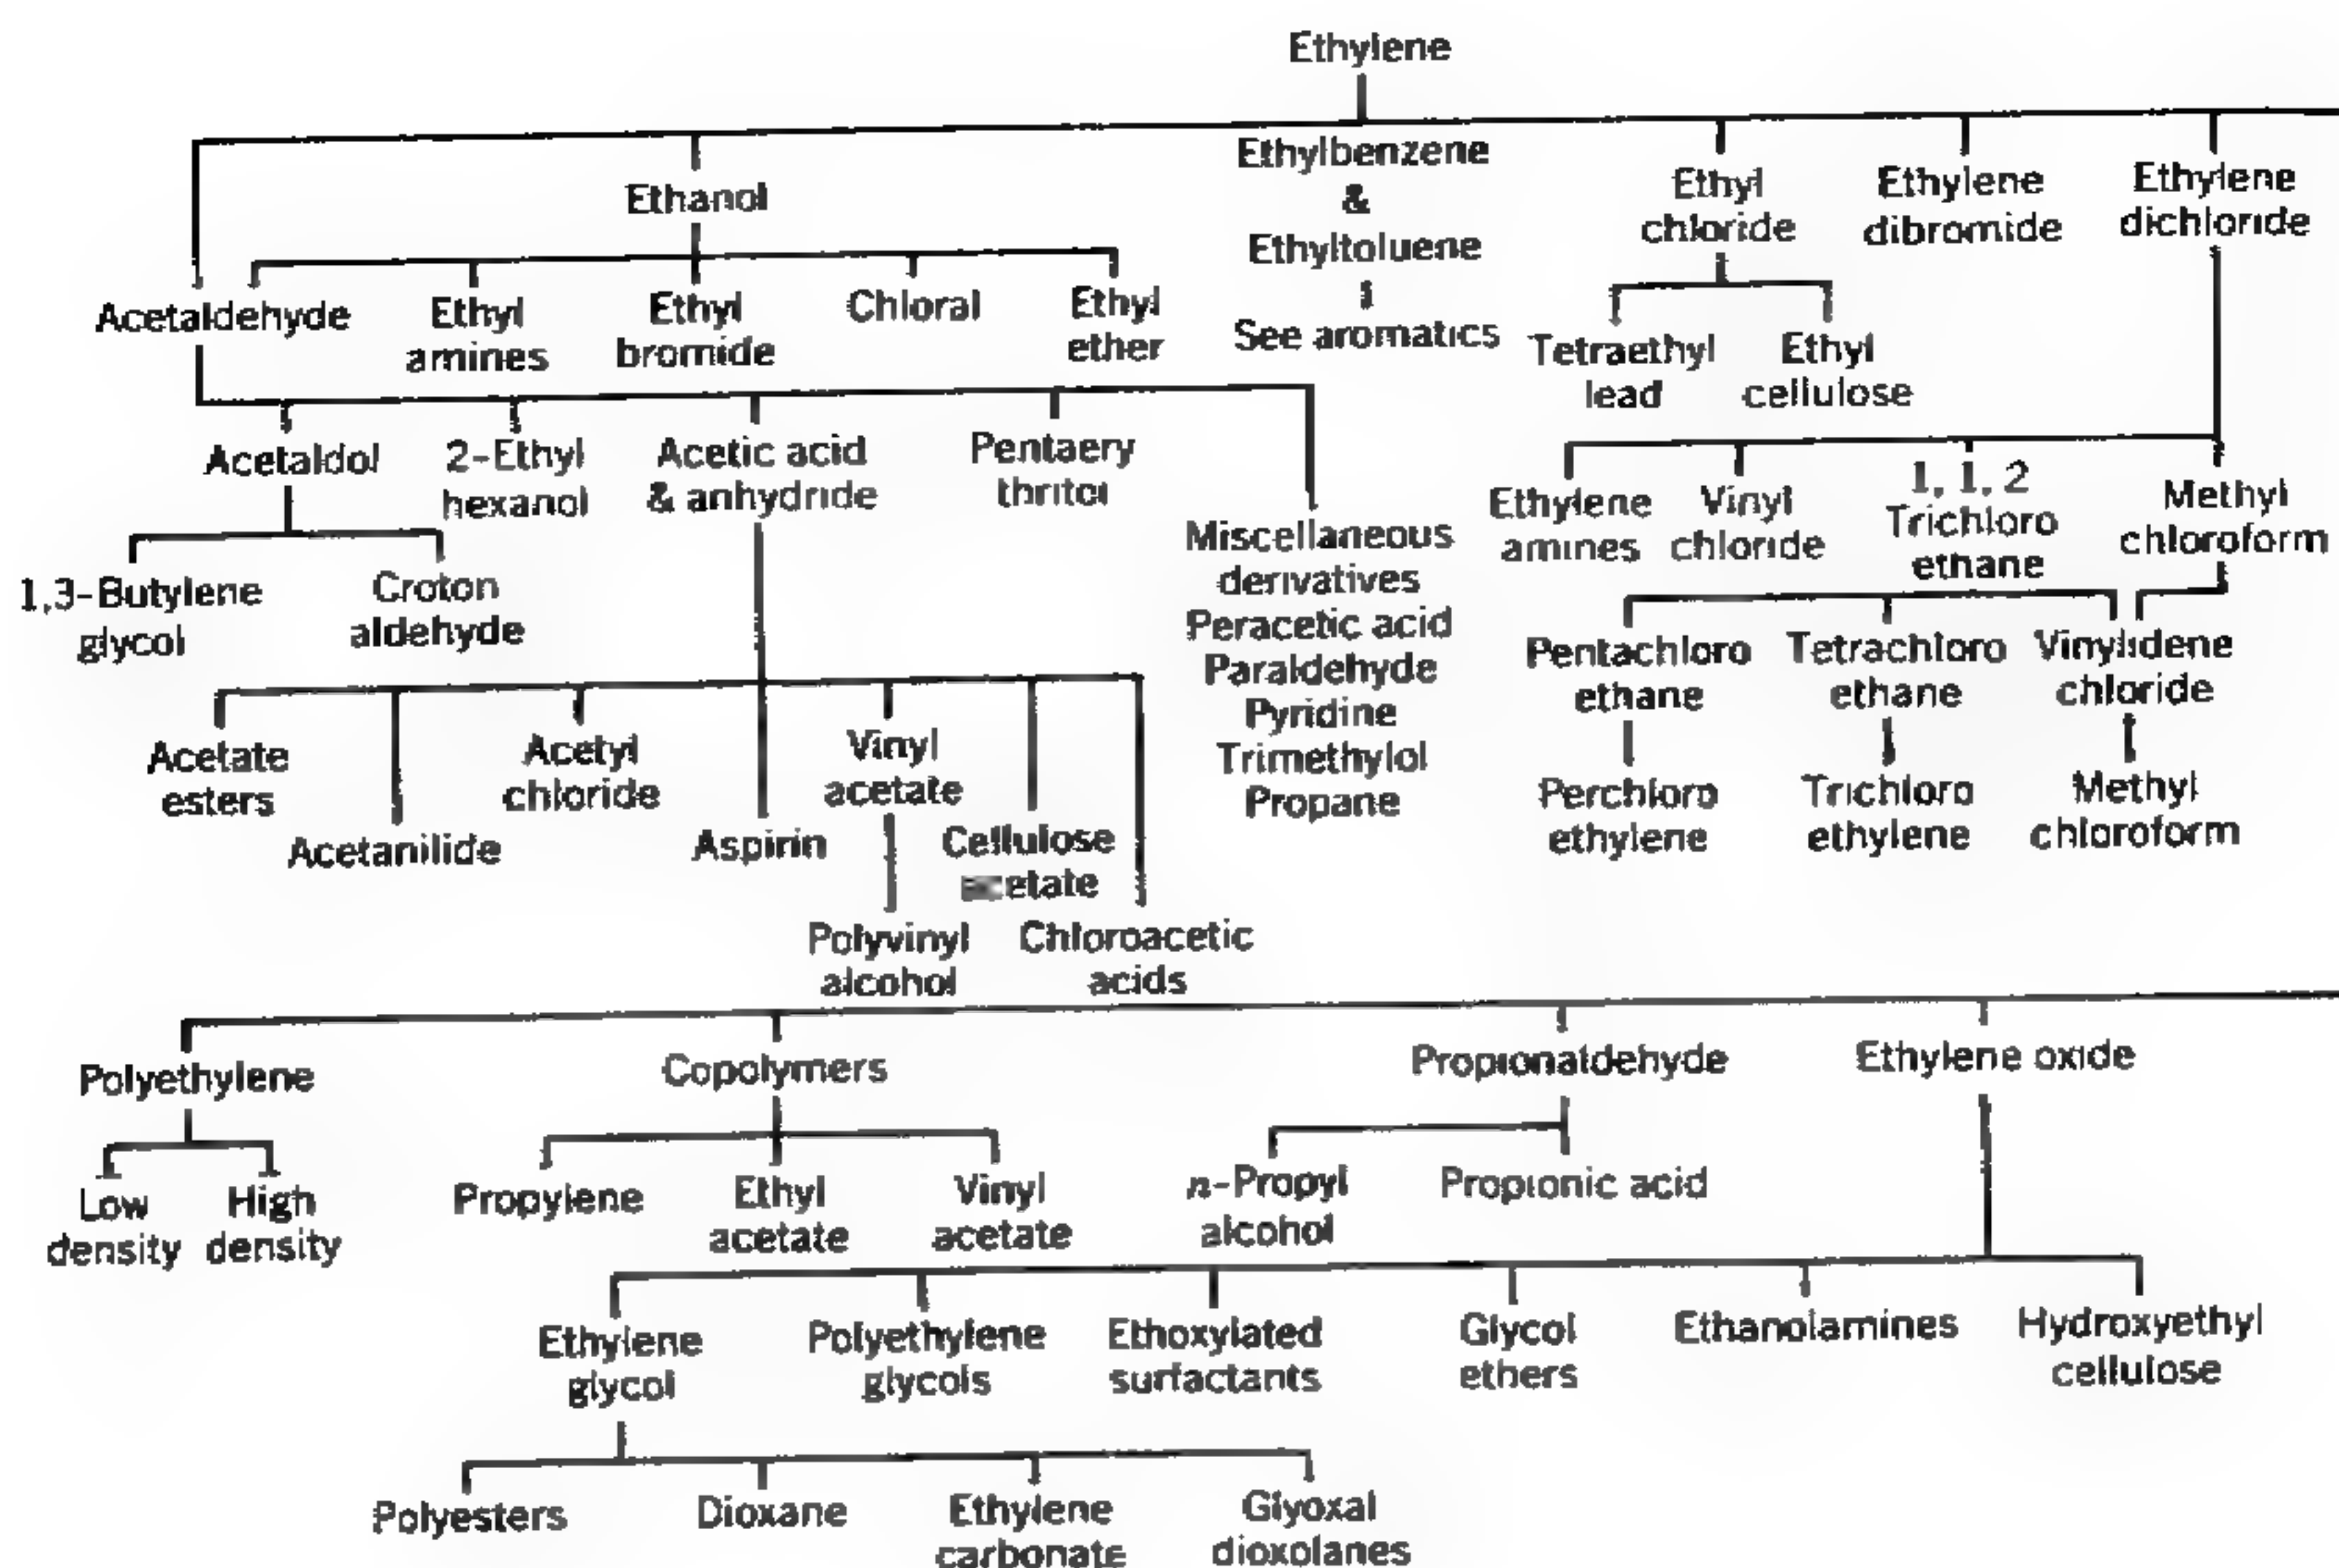 Ethylene
Ethanol
Ethylbenzene
&
Ethyltoluene
See aromatics
Ethyl
chloride
Ethylene
dibromide
Ethylene
dichloride
Acetaldehyde
Ethyl
amines
Ethyl
bromide
Chloral
Ethyl
ether
Tetraethyl
lead
Ethyl
cellulose
Acetaldol
2-Ethyl
hexanol
Acetic acid
& anhydride
Pentaery
thritol
Miscellaneous
derivatives
Peracetic acid
Paraldehyde
Pyridine
Trimethylol
Propane
Ethylene
amines
Vinyl
chloride
1, 1, 2
Trichloro
ethane
Methyl
chloroform
1,3-Butylene
glycol
Croton
aldehyde
Pentachloro
ethane
Tetrachloro
ethane
Vinylidene
chloride
Perchloro
ethylene
Trichloro
ethylene
Methyl
chloroform
Acetate
esters
Acetanilide
Acetyl
chloride
Aspirin
Vinyl
acetate
Cellulose
acetate
Polyvinyl
alcohol
Chloroacetic
acids
Polyethylene
Copolymers
Propionaldehyde
Ethylene oxide
Low
density
High
density
Propylene
Ethyl
acetate
Vinyl
acetate
n-Propyl
alcohol
Propionic acid
Ethylene
glycol
Polyethylene
glycols
Ethoxylated
surfactants
Glycol
ethers
Ethanolamines
Hydroxyethyl
cellulose
Polyesters
Dioxane
Ethylene
carbonate
Glyoxal
dioxolanes